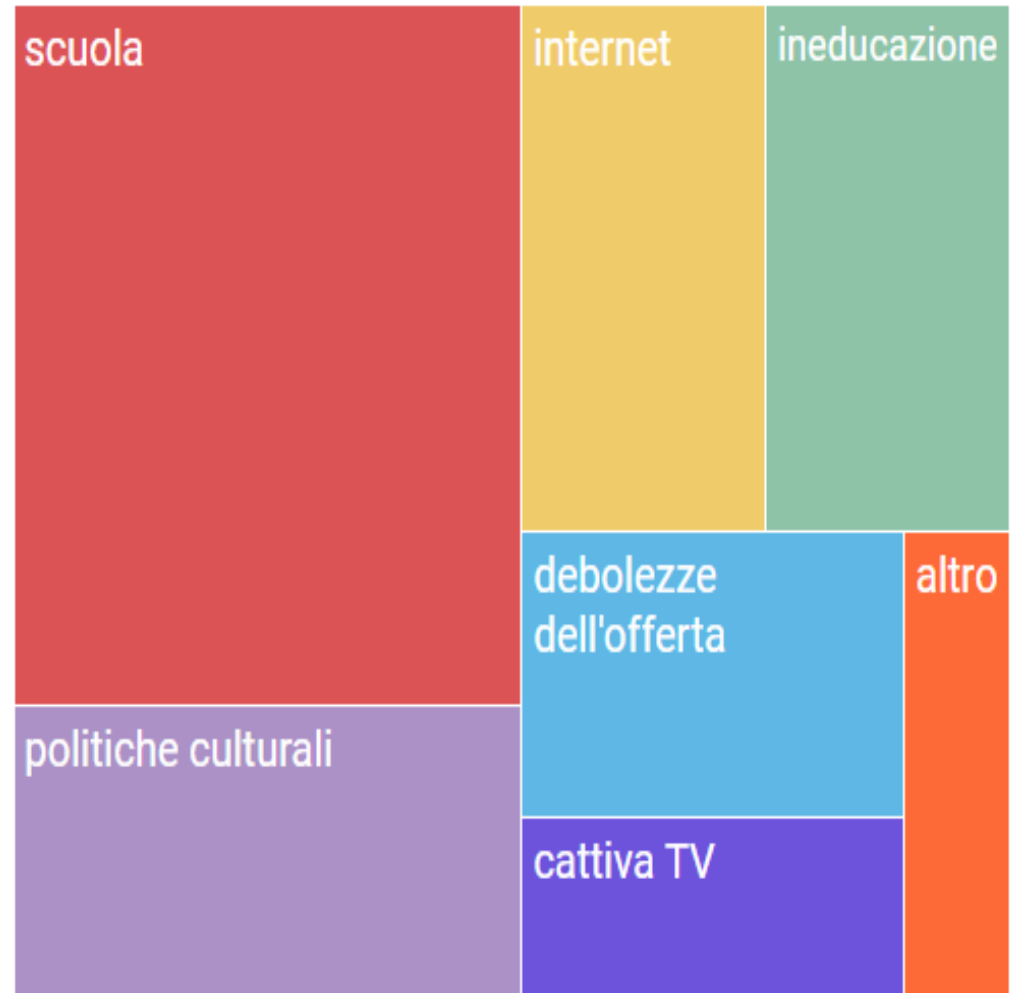 scuola
internet
ineducazione
debolezze
dell'offerta
altro
politiche culturali
cattiva TV